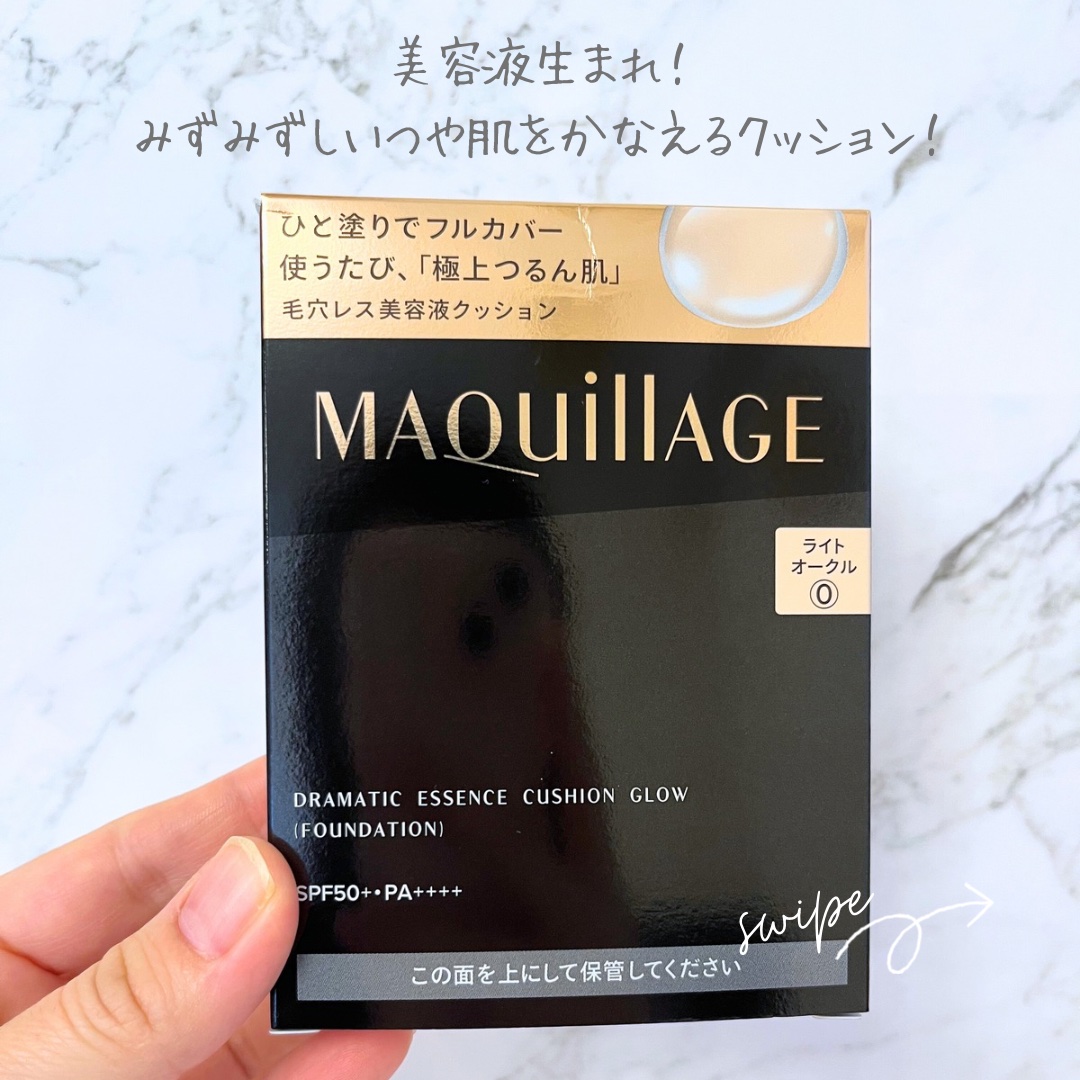 美容液生まれ!
みずみずしいつや肌をかなえるクッション!
ひと塗りでフルカバー
使うたび、「極上つるん肌」
毛穴レス美容液クッション
MAQuillAGE
ライト
オークル
0
DRAMATIC ESSENCE CUSHION GLOW
(FOUNDATION)
SPF50+・PA++++
swipe
この面を上にして保管してください